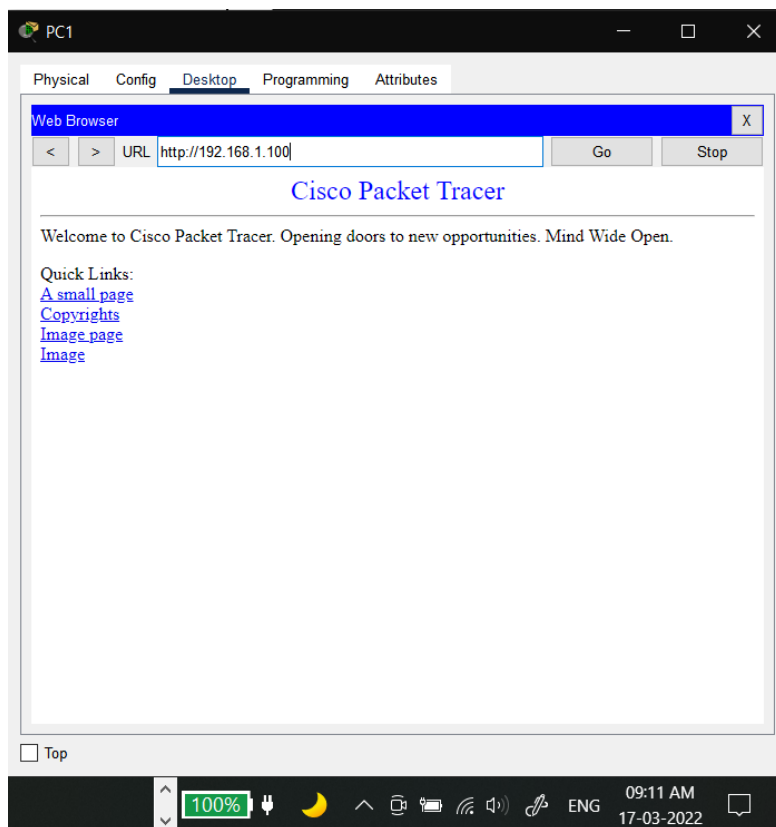 PC1
Physical Config Desktop Programming Attributes
Web Browser X
< > URL http://192.168.1.100 Go Stop
Cisco Packet Tracer
Welcome to Cisco Packet Tracer. Opening doors to new opportunities. Mind Wide Open.
Quick Links:
A small page
Copyrights
Image page
Image
Top
100% ENG 09:11 AM
17-03-2022